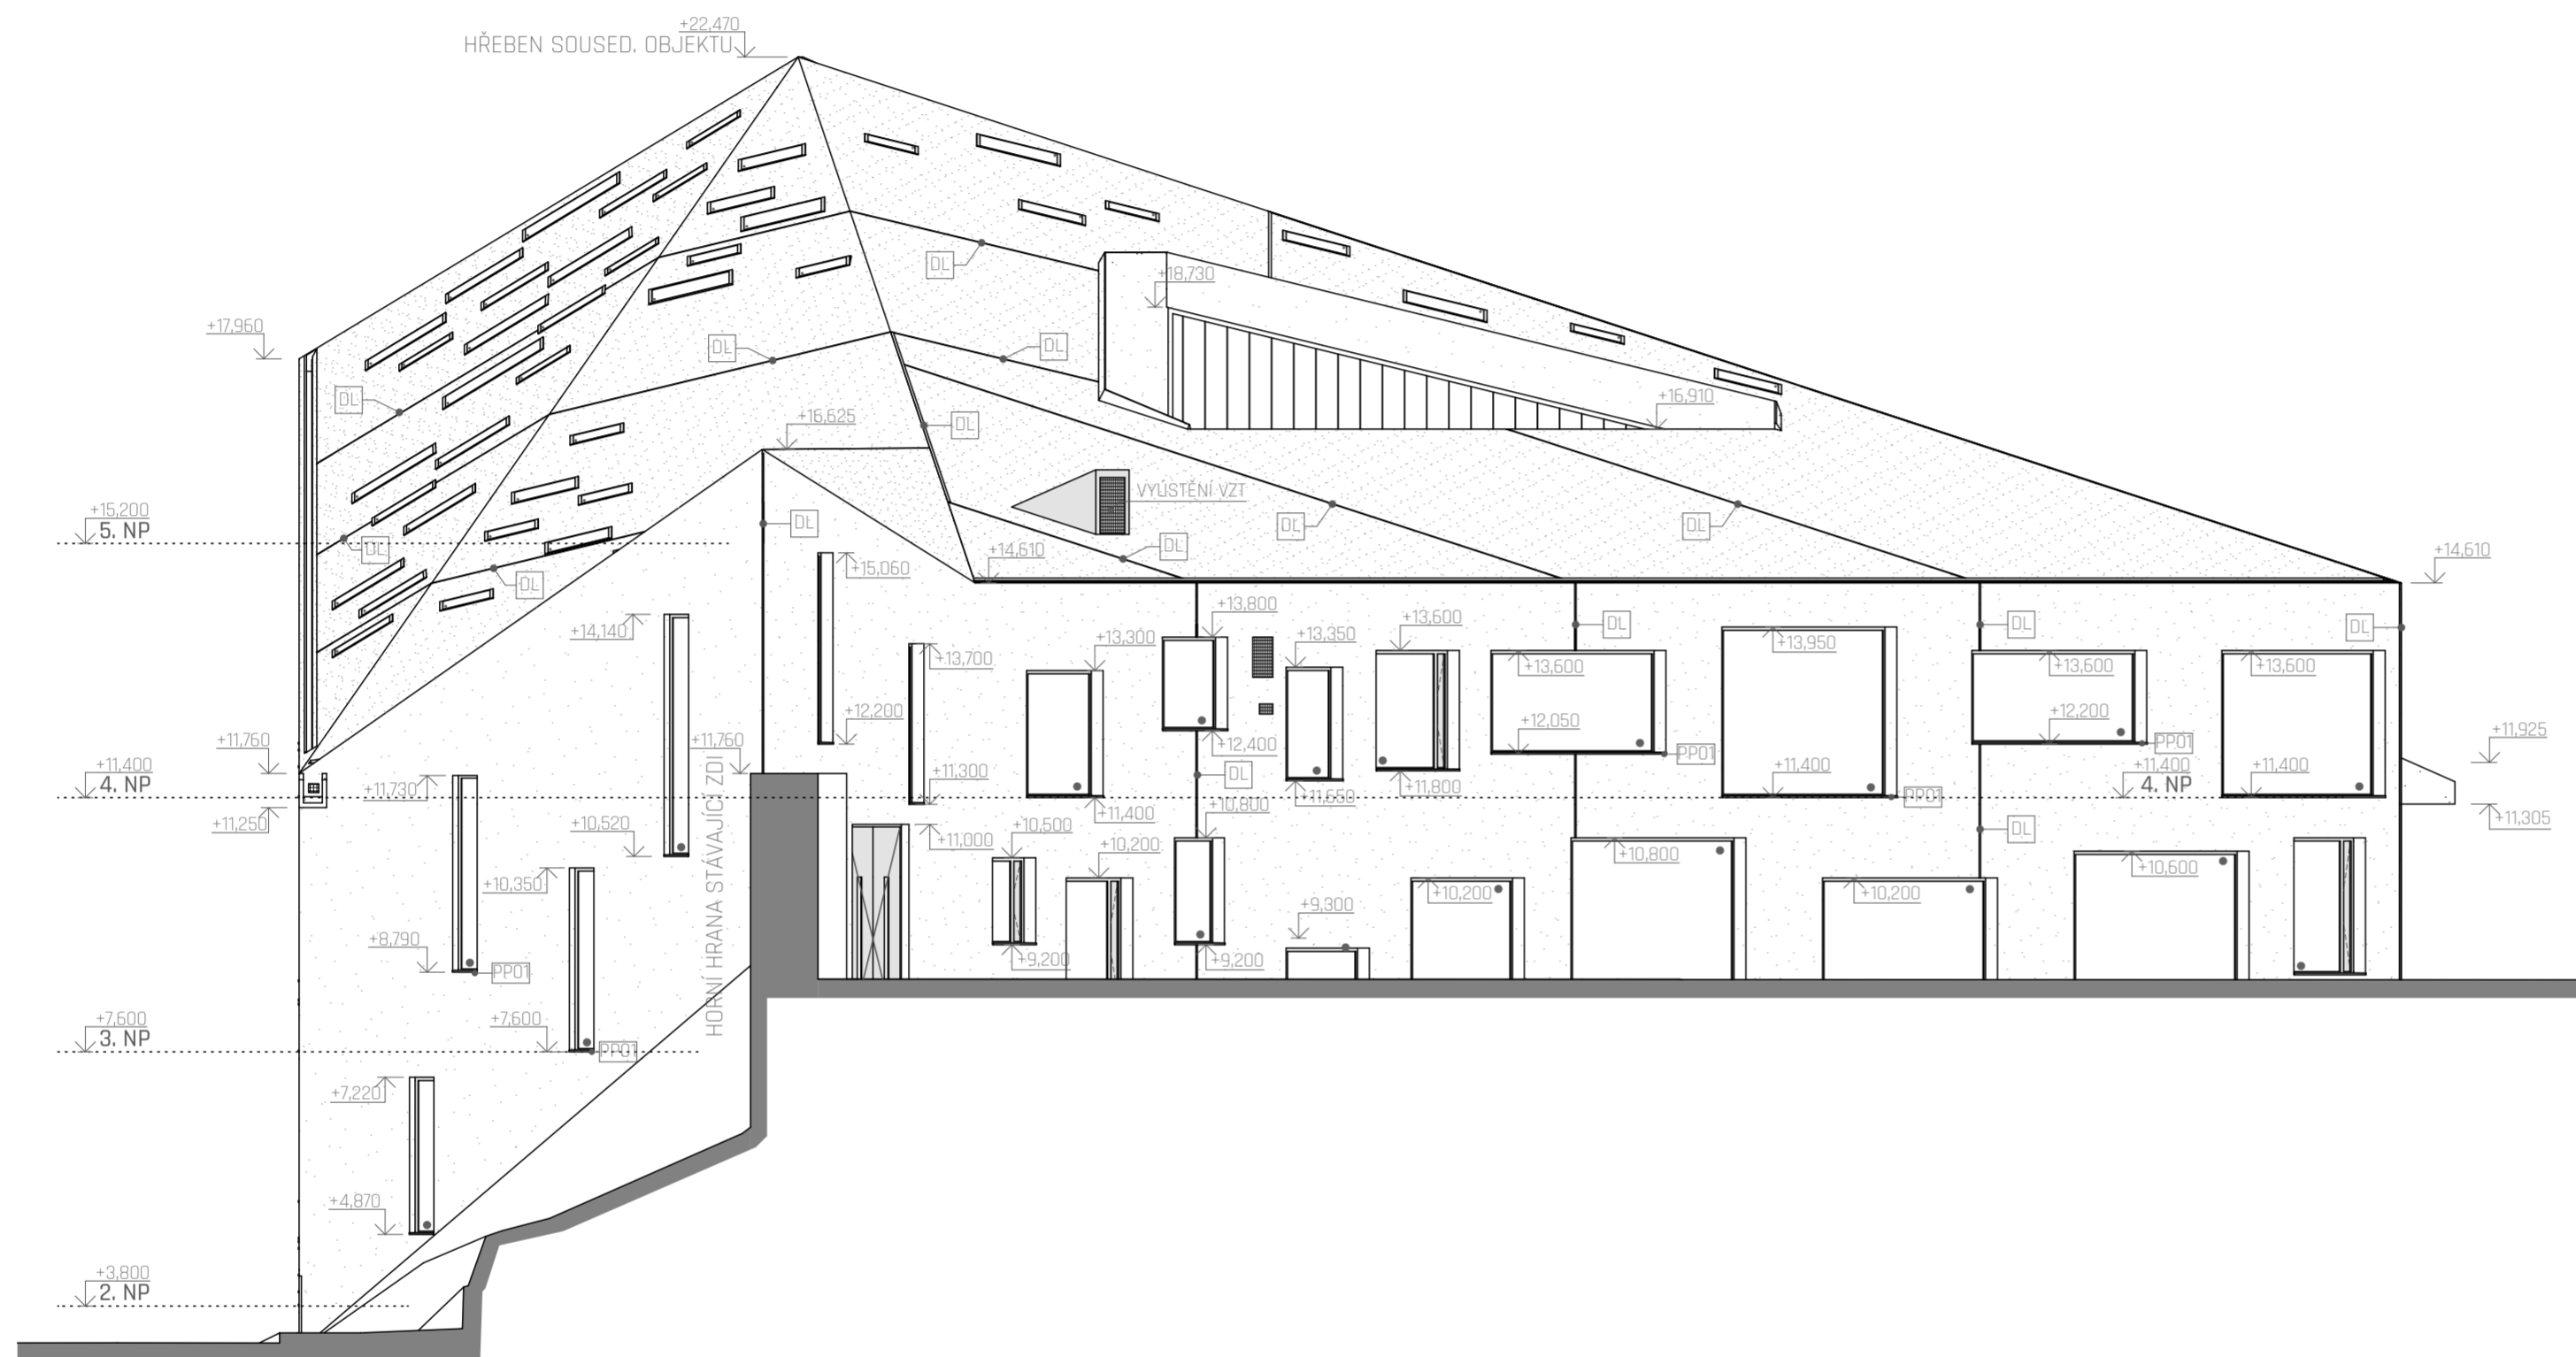 +22,470
HŘEBEN SOUSED. OBJEKTU
DL
+18,730
+17,960
DL
DL
DL
+16,910
+16,625
DL
VYÚSTĚNÍ VZT
+15,200
5. NP
DL
DL
DL
DL
DL
+14,610
+14,610
DL
+15,060
+14,140
+13,800
+13,600
+13,300
+13,350
DL
DL
DL
+13,950
+13,700
+13,600
+13,600
+13,600
+12,200
+12,050
+12,200
+12,400
PP01
PP01
+11,925
+11,760
+11,760
+11,400
4. NP
+11,730
+11,300
DL
+11,400
+11,400
4. NP
+11,400
+11,800
PP01
+11,250
+11,400
+10,800
+11,305
+10,520
+10,500
+11,000
+10,200
DL
HORNÍ HRANA STÁVAJÍCÍ ZDI
+10,800
+10,600
+10,350
+10,200
+10,200
+9,300
+8,790
+9,200
+9,200
PP01
+7,600
3. NP
+7,600
PP01
+7,220
+4,870
+3,800
2. NP